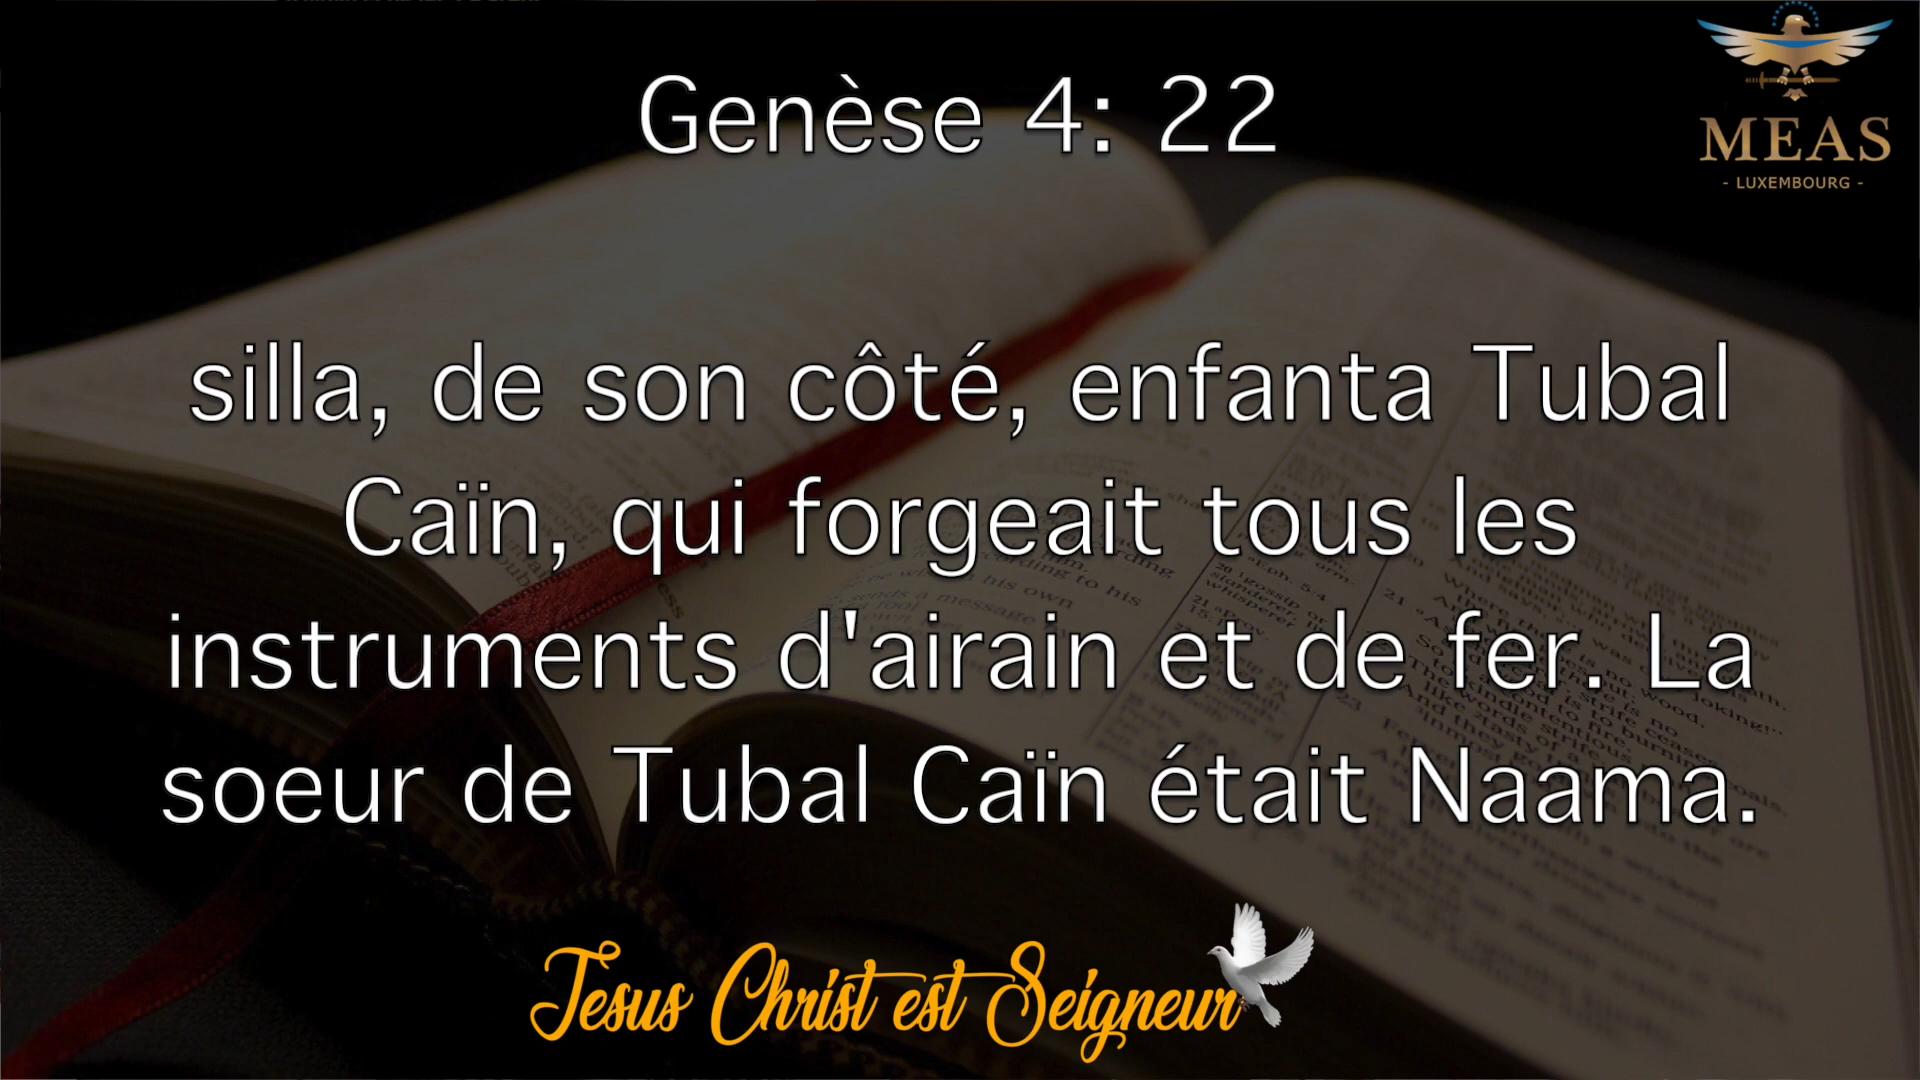 Genèse 4: 22
MEAS
- LUXEMBOURG -
silla, de son côté, enfanta Tubal
Caïn, qui forgeait tous les
instruments d'airain et de fer. La
soeur de Tubal Caïn était Naama.
Jésus Christ est Seigneur